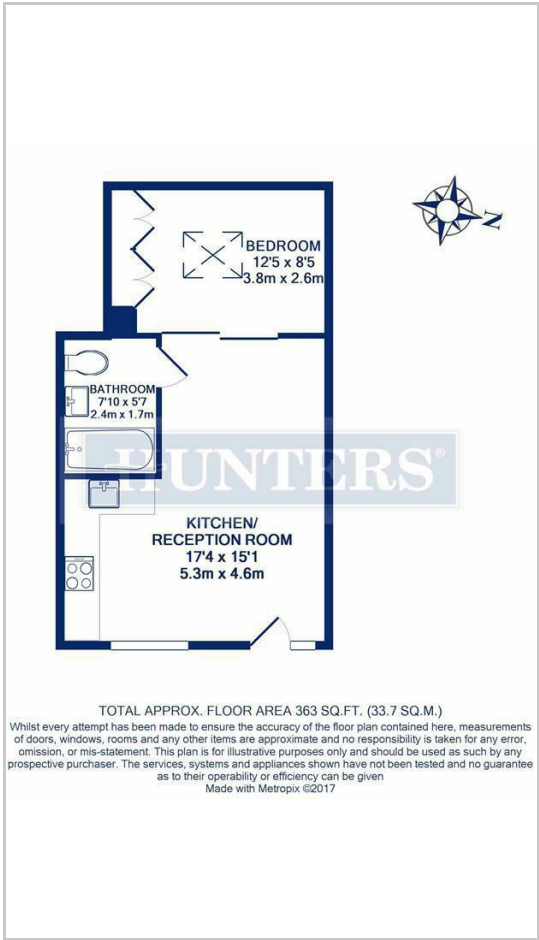 N
BEDROOM
12'5 x 8'5
3.8m x 2.6m
BATHROOM
7'10 x 5'7
2.4m x 1.7m
HUNTERS®
KITCHEN/
RECEPTION ROOM
17'4 x 15'1
5.3m x 4.6m
TOTAL APPROX. FLOOR AREA 363 SQ.FT. (33.7 SQ.M.)
Whilst every attempt has been made to ensure the accuracy of the floor plan contained here, measurements
of doors, windows, rooms and any other items are approximate and no responsibility is taken for any error,
omission, or mis-statement. This plan is for illustrative purposes only and should be used as such by any
prospective purchaser. The services, systems and appliances shown have not been tested and no guarantee
as to their operability or efficiency can be given
Made with Metropix ©2017